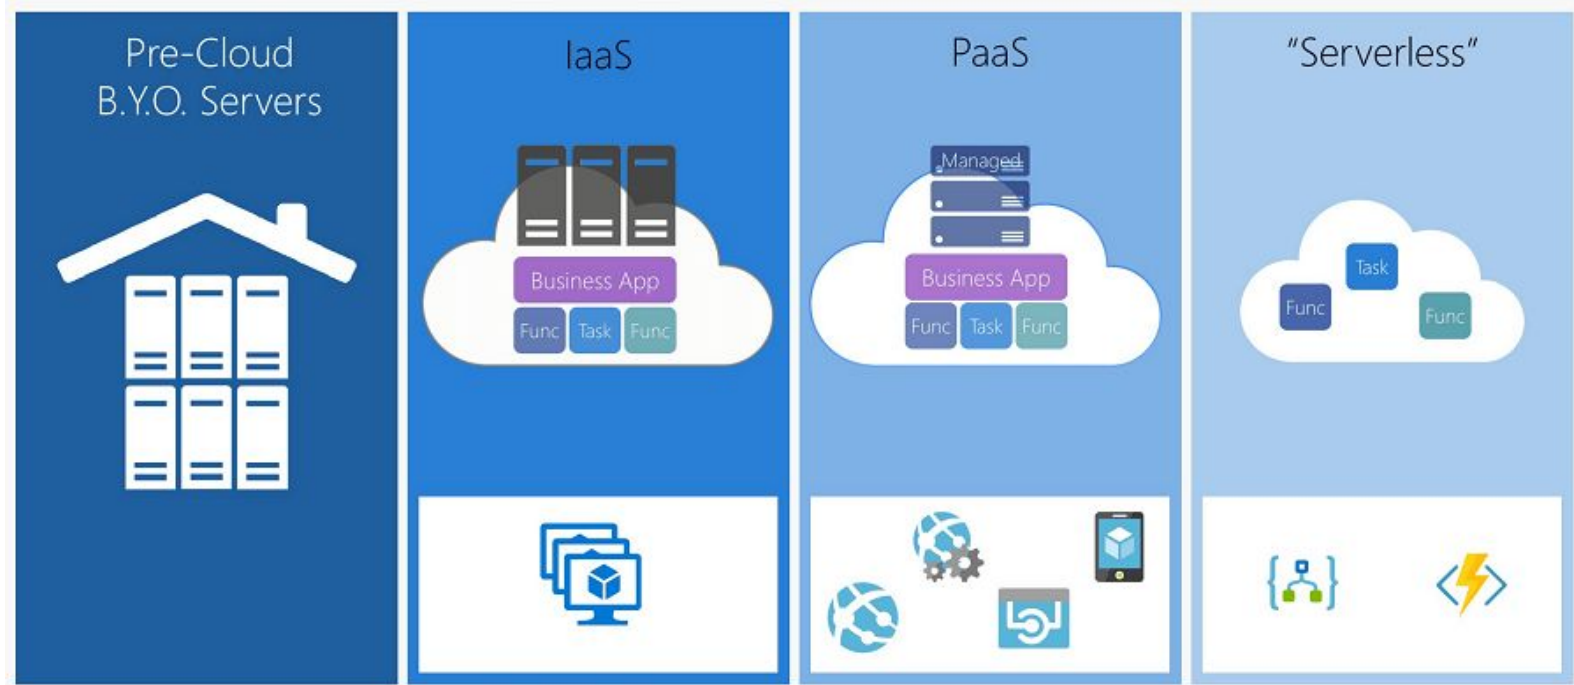 Pre-Cloud
B.Y.O. Servers
IaaS
Business App
Func
Task
Func
PaaS
Managed
Business App
Func
Task
Func
“Serverless”
Task
Func
Func